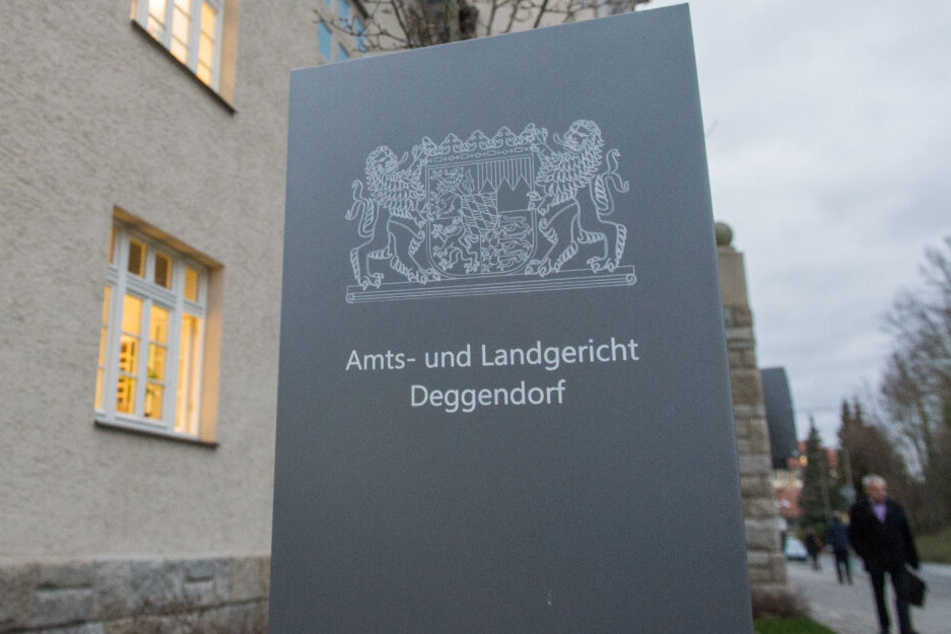 Amts- und Landgericht
Deggendorf